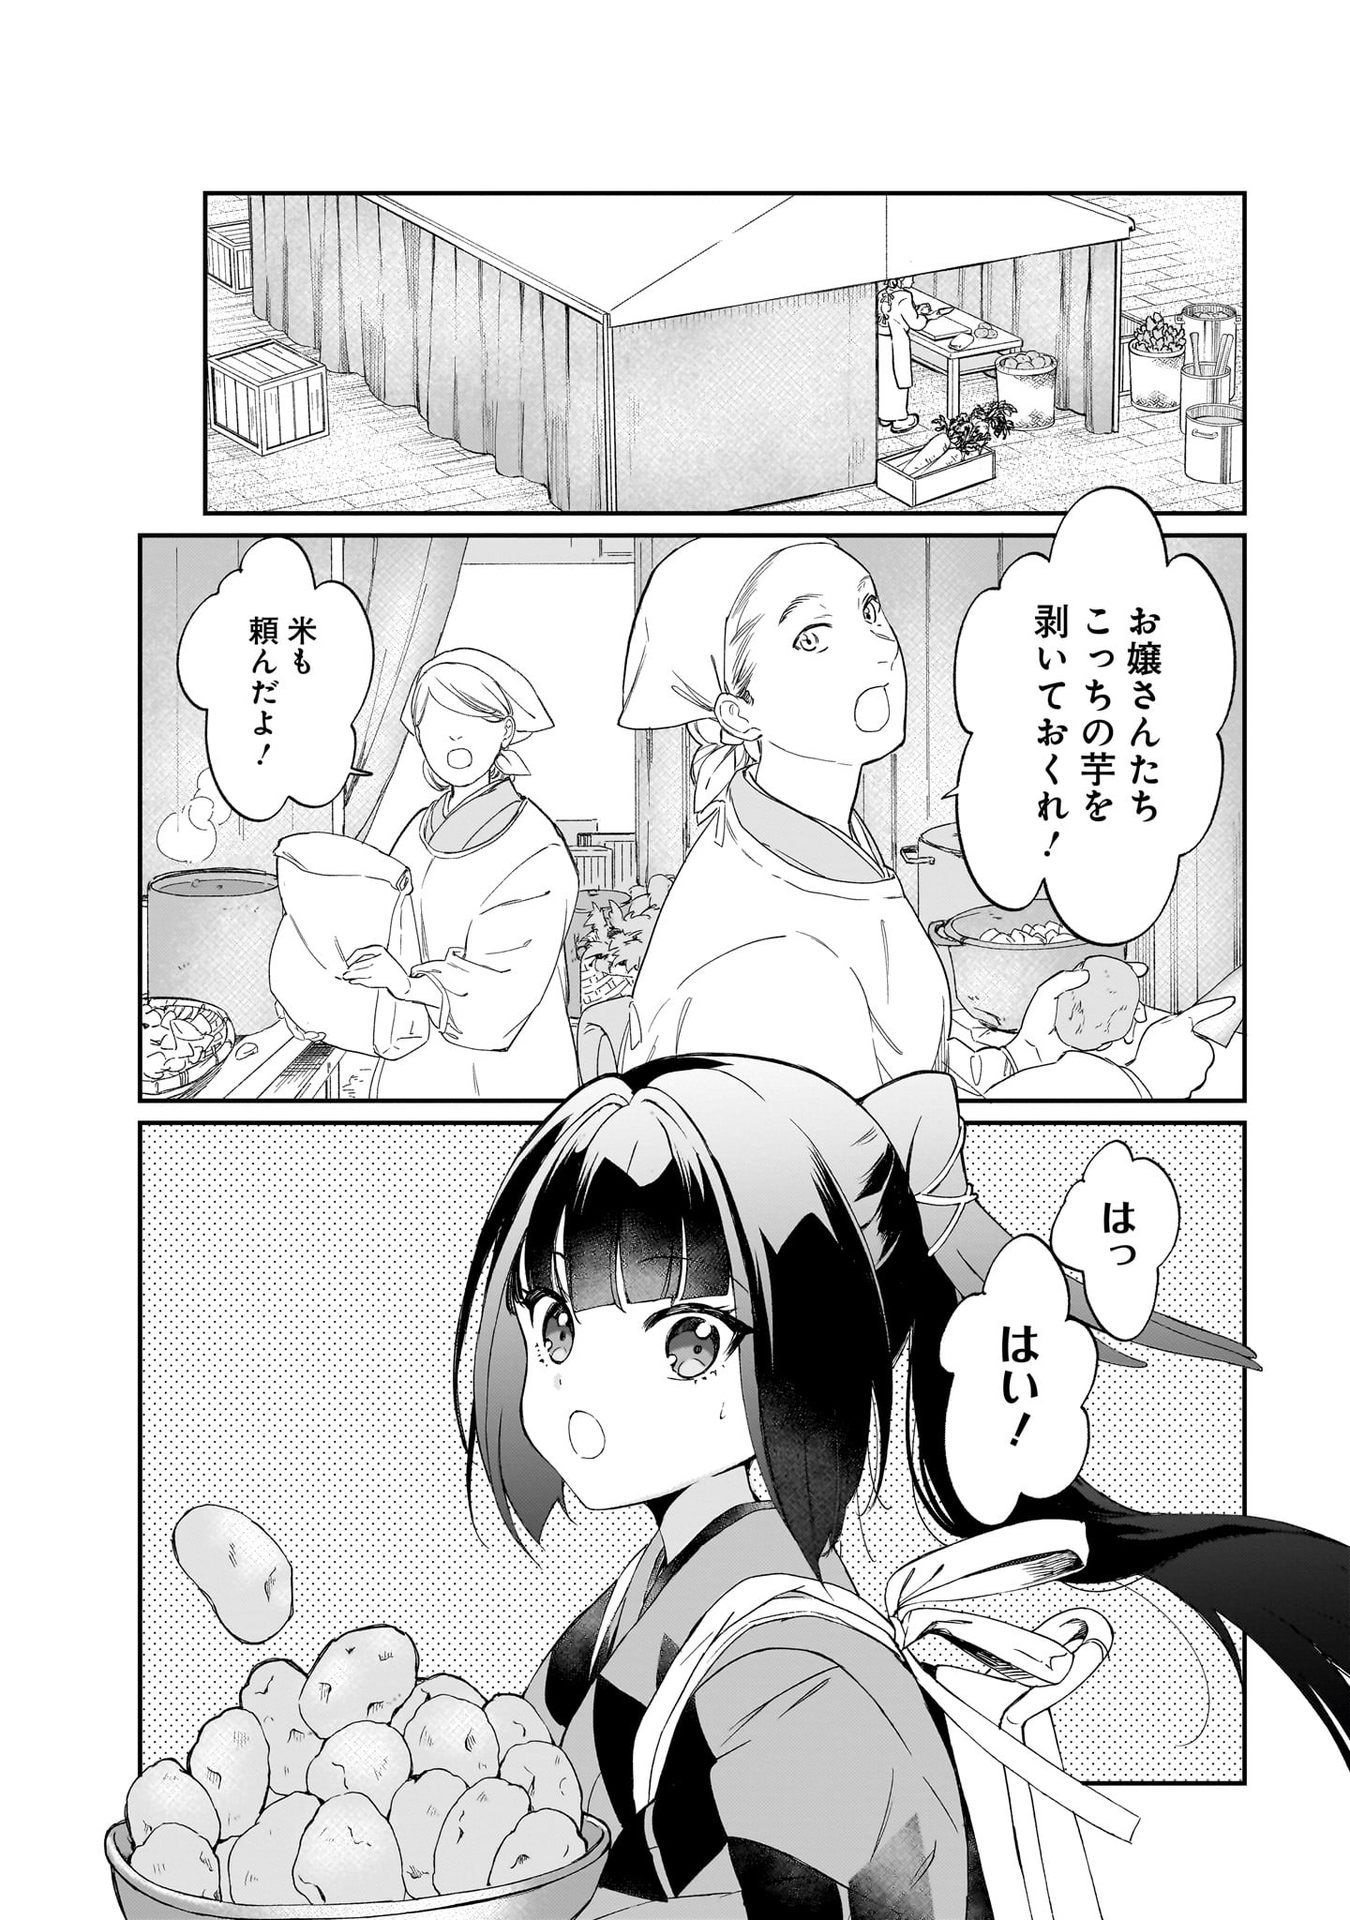 お嬢さんたち
こっちの芋を
剥いておくれ！
米も
頼んだよ！
はっ
はい！